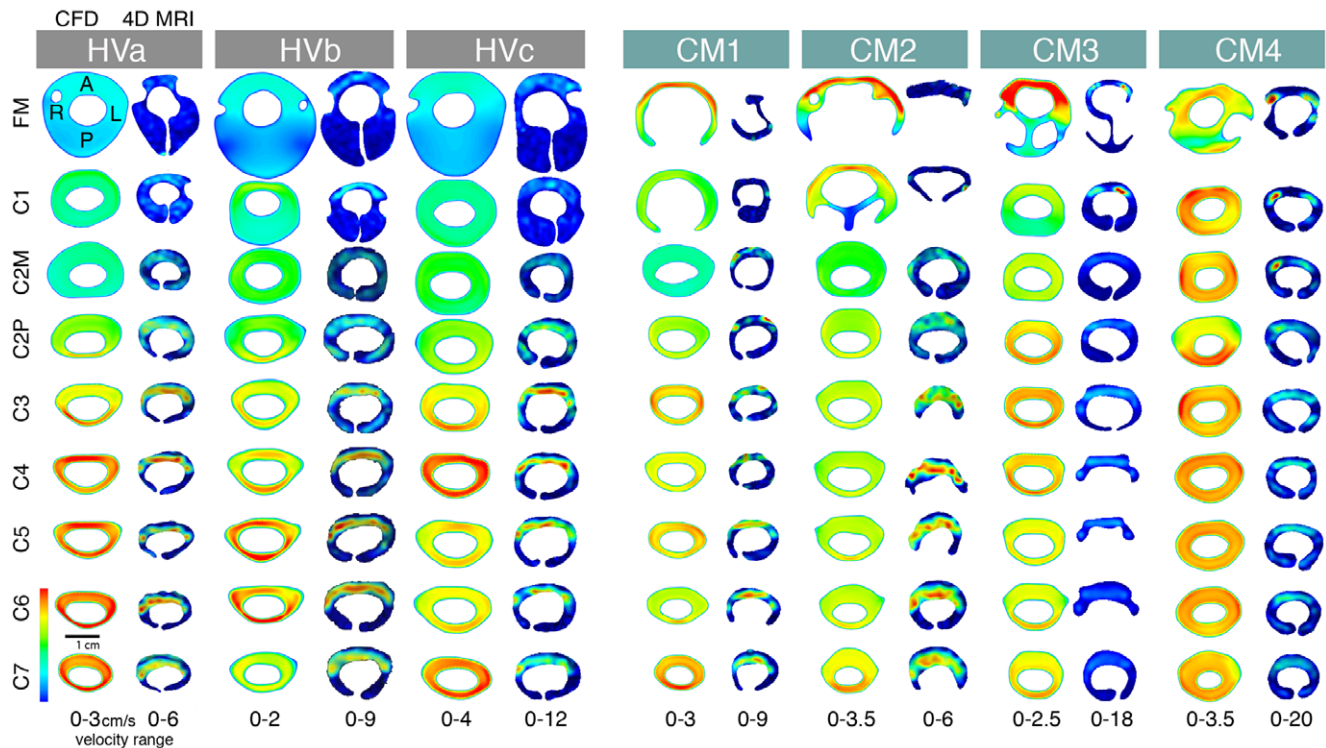 CFD 4D MRI
HVa HVb HVc CM1 CM2 CM3 CM4
FM
A
R L
P
C1
C2M
C2P
C3
C4
C5
C6
1 cm
C7
0-3cm/s 0-6 0-2 0-9 0-4 0-12 0-3 0-9 0-3.5 0-6 0-2.5 0-18 0-3.5 0-20
velocity range